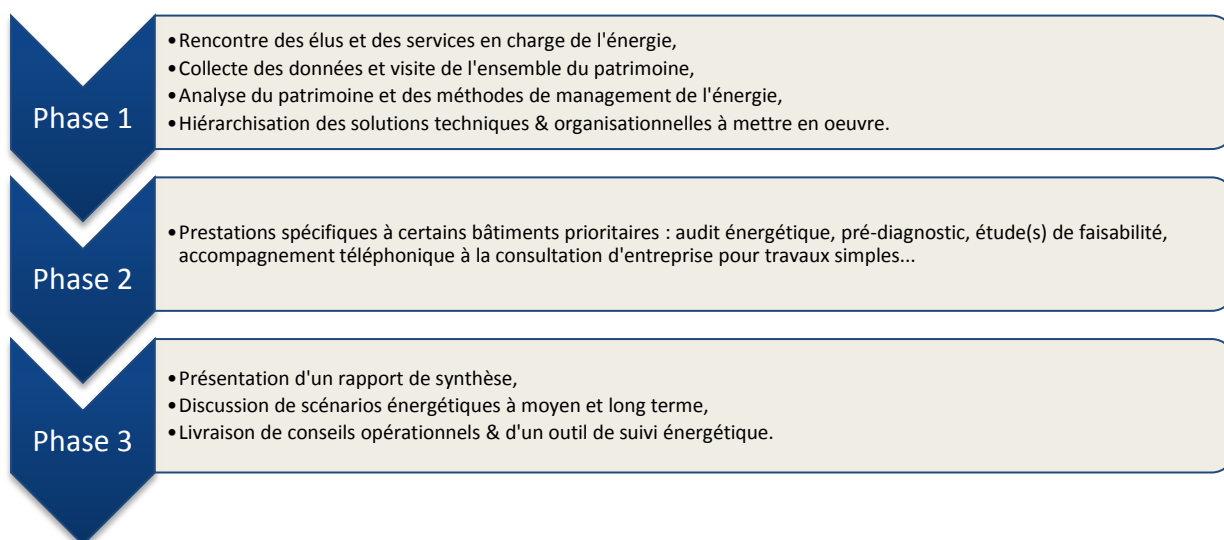 Phase 1
•Rencontre des élus et des services en charge de l'énergie,
•Collecte des données et visite de l'ensemble du patrimoine,
•Analyse du patrimoine et des méthodes de management de l'énergie,
•Hiérarchisation des solutions techniques & organisationnelles à mettre en oeuvre.
Phase 2
•Prestations spécifiques à certains bâtiments prioritaires : audit énergétique, pré-diagnostic, étude(s) de faisabilité,
accompagnement téléphonique à la consultation d'entreprise pour travaux simples...
Phase 3
•Présentation d'un rapport de synthèse,
•Discussion de scénarios énergétiques à moyen et long terme,
•Livraison de conseils opérationnels & d'un outil de suivi énergétique.